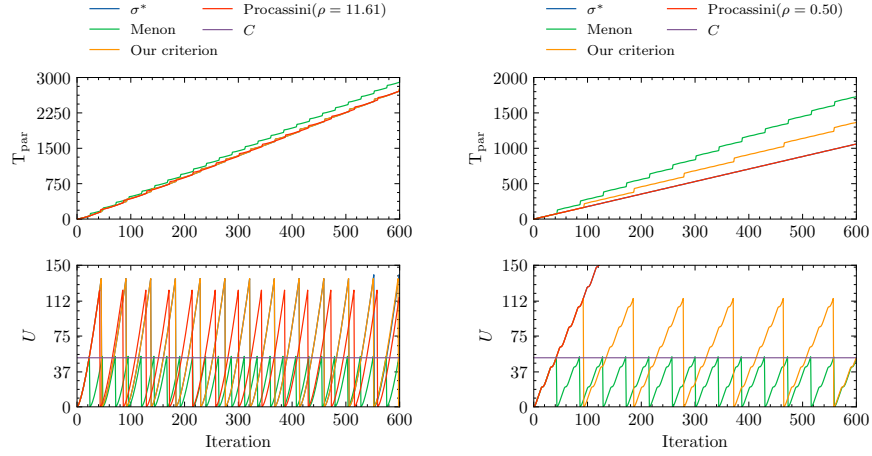 σ* Procassini(ρ = 11.61)
Menon C
Our criterion
3000
2250
1500
750
0
T_par
0 100 200 300 400 500 600
150
112
75
37
0
U
0 100 200 300 400 500 600
Iteration
σ* Procassini(ρ = 0.50)
Menon C
Our criterion
2000
1500
1000
500
0
T_par
0 100 200 300 400 500 600
150
112
75
37
0
U
0 100 200 300 400 500 600
Iteration